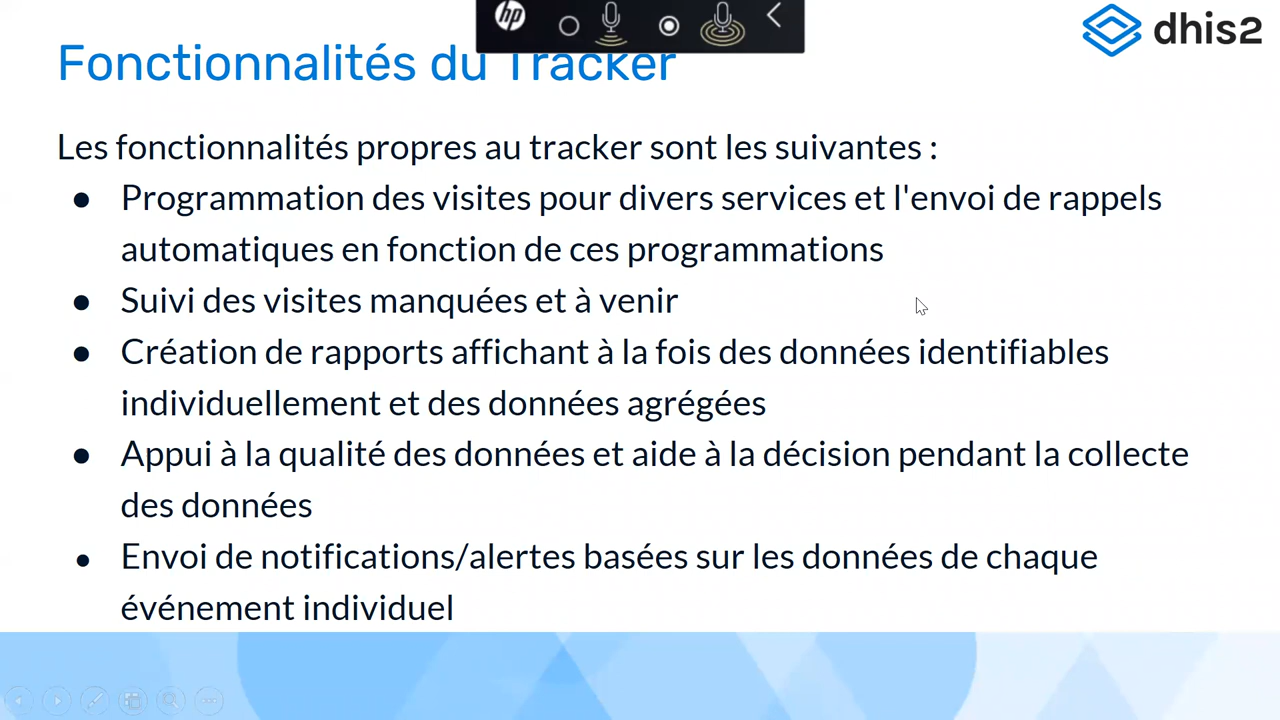 hp
dhis2
Fonctionnalités du Tracker
Les fonctionnalités propres au tracker sont les suivantes :
● Programmation des visites pour divers services et l'envoi de rappels
automatiques en fonction de ces programmations
● Suivi des visites manquées et à venir
● Création de rapports affichant à la fois des données identifiables
individuellement et des données agrégées
● Appui à la qualité des données et aide à la décision pendant la collecte
des données
● Envoi de notifications/alertes basées sur les données de chaque
événement individuel